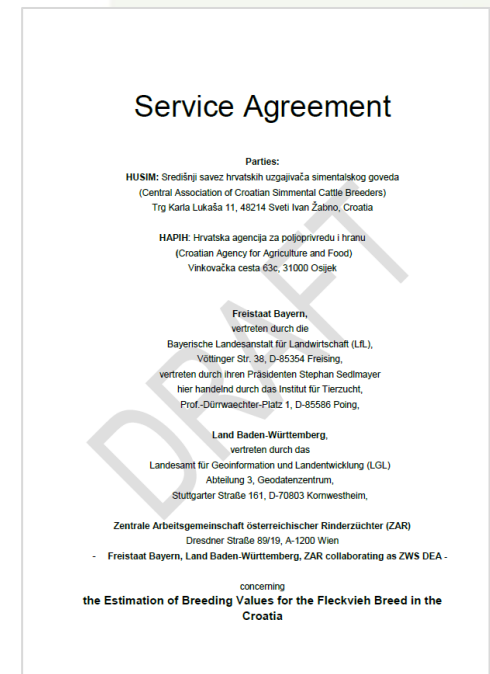 Service Agreement
Parties:
HUSIM: Središnji savez hrvatskih uzgajivača simentalskog goveda
(Central Association of Croatian Simmental Cattle Breeders)
Trg Karla Lukaša 11, 48214 Sveti Ivan Žabno, Croatia
HAPIH: Hrvatska agencija za poljoprivredu i hranu
(Croatian Agency for Agriculture and Food)
Vinkovačka cesta 63c, 31000 Osijek
Freistaat Bayern,
vertreten durch die
Bayerische Landesanstalt für Landwirtschaft (LfL),
Vöttinger Str. 38, D-85354 Freising,
vertreten durch ihren Präsidenten Stephan Sedlmayer
hier handelnd durch das Institut für Tierzucht,
Prof.-Dürrwaechter-Platz 1, D-85586 Poing,
Land Baden-Württemberg,
vertreten durch das
Landesamt für Geoinformation und Landentwicklung (LGL)
Abteilung 3, Geodatenzentrum,
Stuttgarter Straße 161, D-70803 Kornwestheim,
Zentrale Arbeitsgemeinschaft österreichischer Rinderzüchter (ZAR)
Dresdner Straße 89/19, A-1200 Wien
- Freistaat Bayern, Land Baden-Württemberg, ZAR collaborating as ZWS DEA -
concerning
the Estimation of Breeding Values for the Fleckvieh Breed in the
Croatia
DRAFT